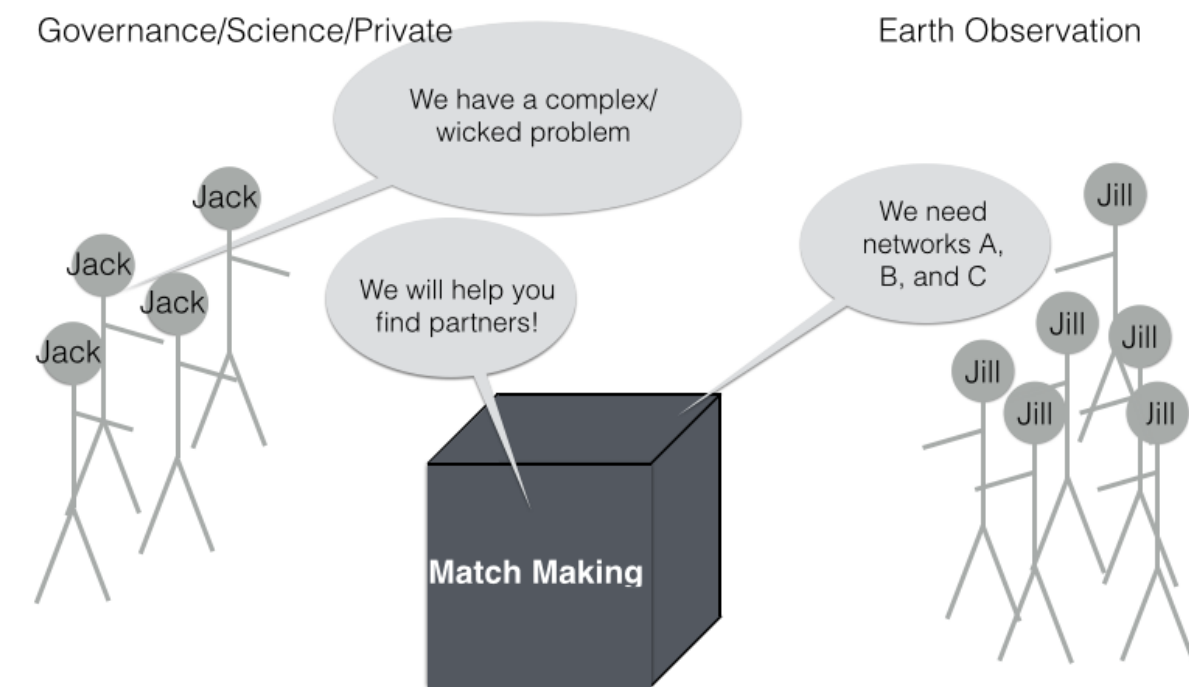 Governance/Science/Private
Earth Observation
We have a complex/
wicked problem
We will help you
find partners!
We need
networks A,
B, and C
Jack
Jack
Jack
Jack
Jill
Jill
Jill
Jill
Jill
Jill
Match Making